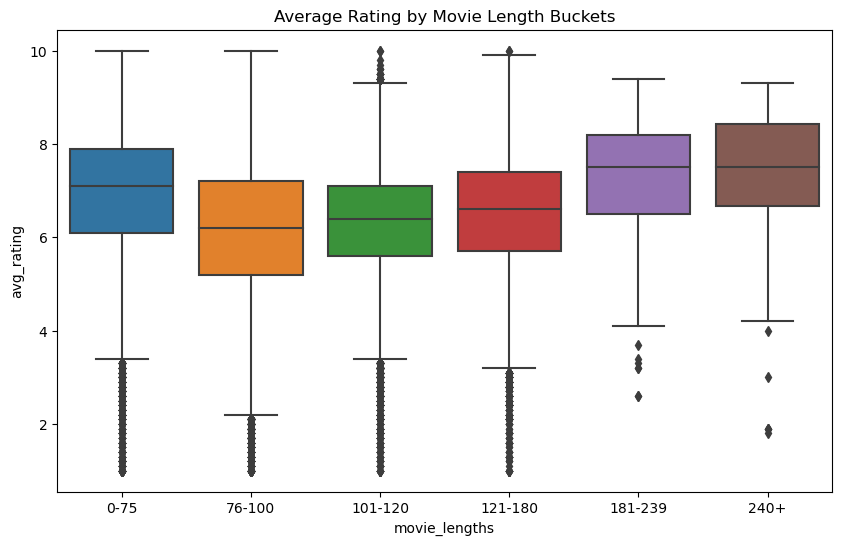 Average Rating by Movie Length Buckets
10
8
6
4
2
avg_rating
0-75 76-100 101-120 121-180 181-239 240+
movie_lengths